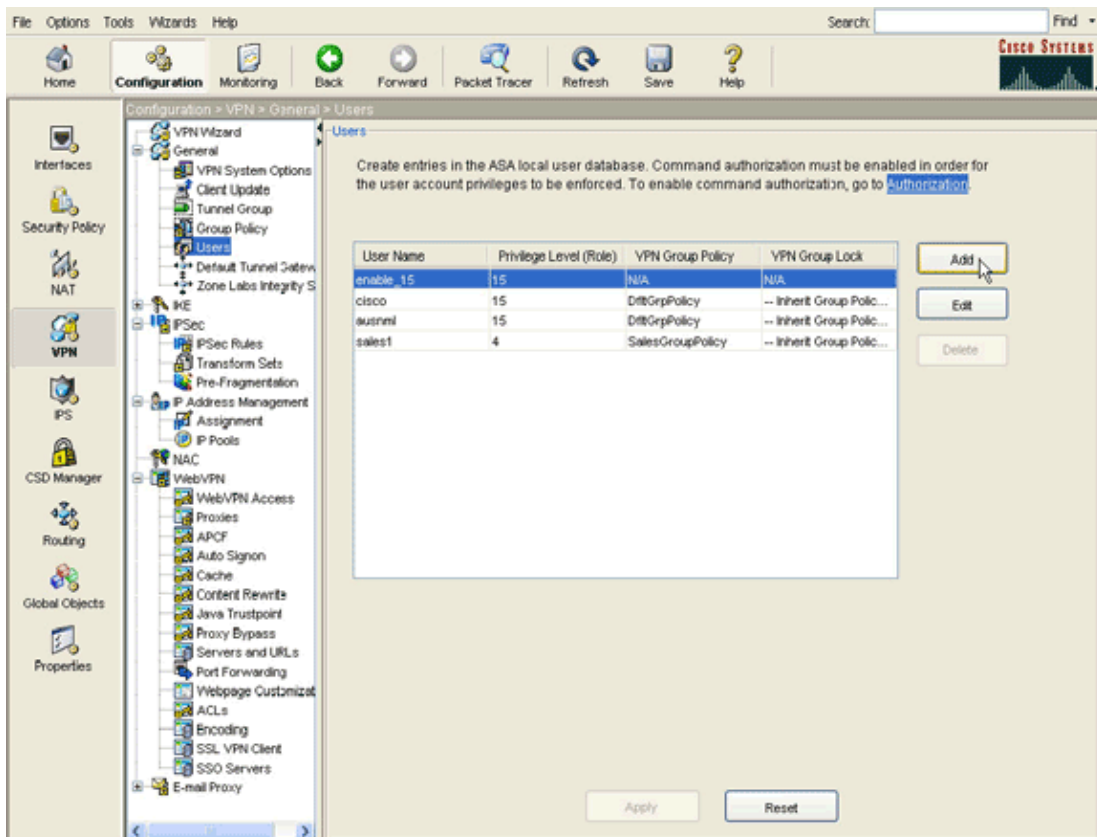 File Options Tools Wizards Help Search: Find
Home Configuration Monitoring Back Forward Packet Tracer Refresh Save Help
CISCO SYSTEMS
Configuration > VPN > General > Users
Interfaces
Security Policy
NAT
VPN
IPS
CSD Manager
Routing
Global Objects
Properties
VPN Wizard
General
VPN System Options
Client Update
Tunnel Group
Group Policy
Users
Default Tunnel Gatew
Zone Labs Integrity S
IKE
IPSec
IPSec Rules
Transform Sets
Pre-Fragmentation
IP Address Management
Assignment
IP Pools
NAC
WebVPN
WebVPN Access
Proxies
APCF
Auto Signon
Cache
Content Rewrite
Java Trustpoint
Proxy Bypass
Servers and URLs
Port Forwarding
Webpage Customizat
ACLs
Encoding
SSL VPN Client
SSO Servers
E-mail Proxy
Users
Create entries in the ASA local user database. Command authorization must be enabled in order for
the user account privileges to be enforced. To enable command authorization, go to Authorization.
User Name Privilege Level (Role) VPN Group Policy VPN Group Lock
enable_15 15 N/A N/A
cisco 15 DfltGrpPolicy -- Inherit Group Polic...
ausnml 15 DfltGrpPolicy -- Inherit Group Polic...
sales1 4 SalesGroupPolicy -- Inherit Group Polic...
Add
Edit
Delete
Apply Reset